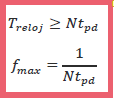 T_reloj ≥ Nt_pd
f_max = 1/Nt_pd